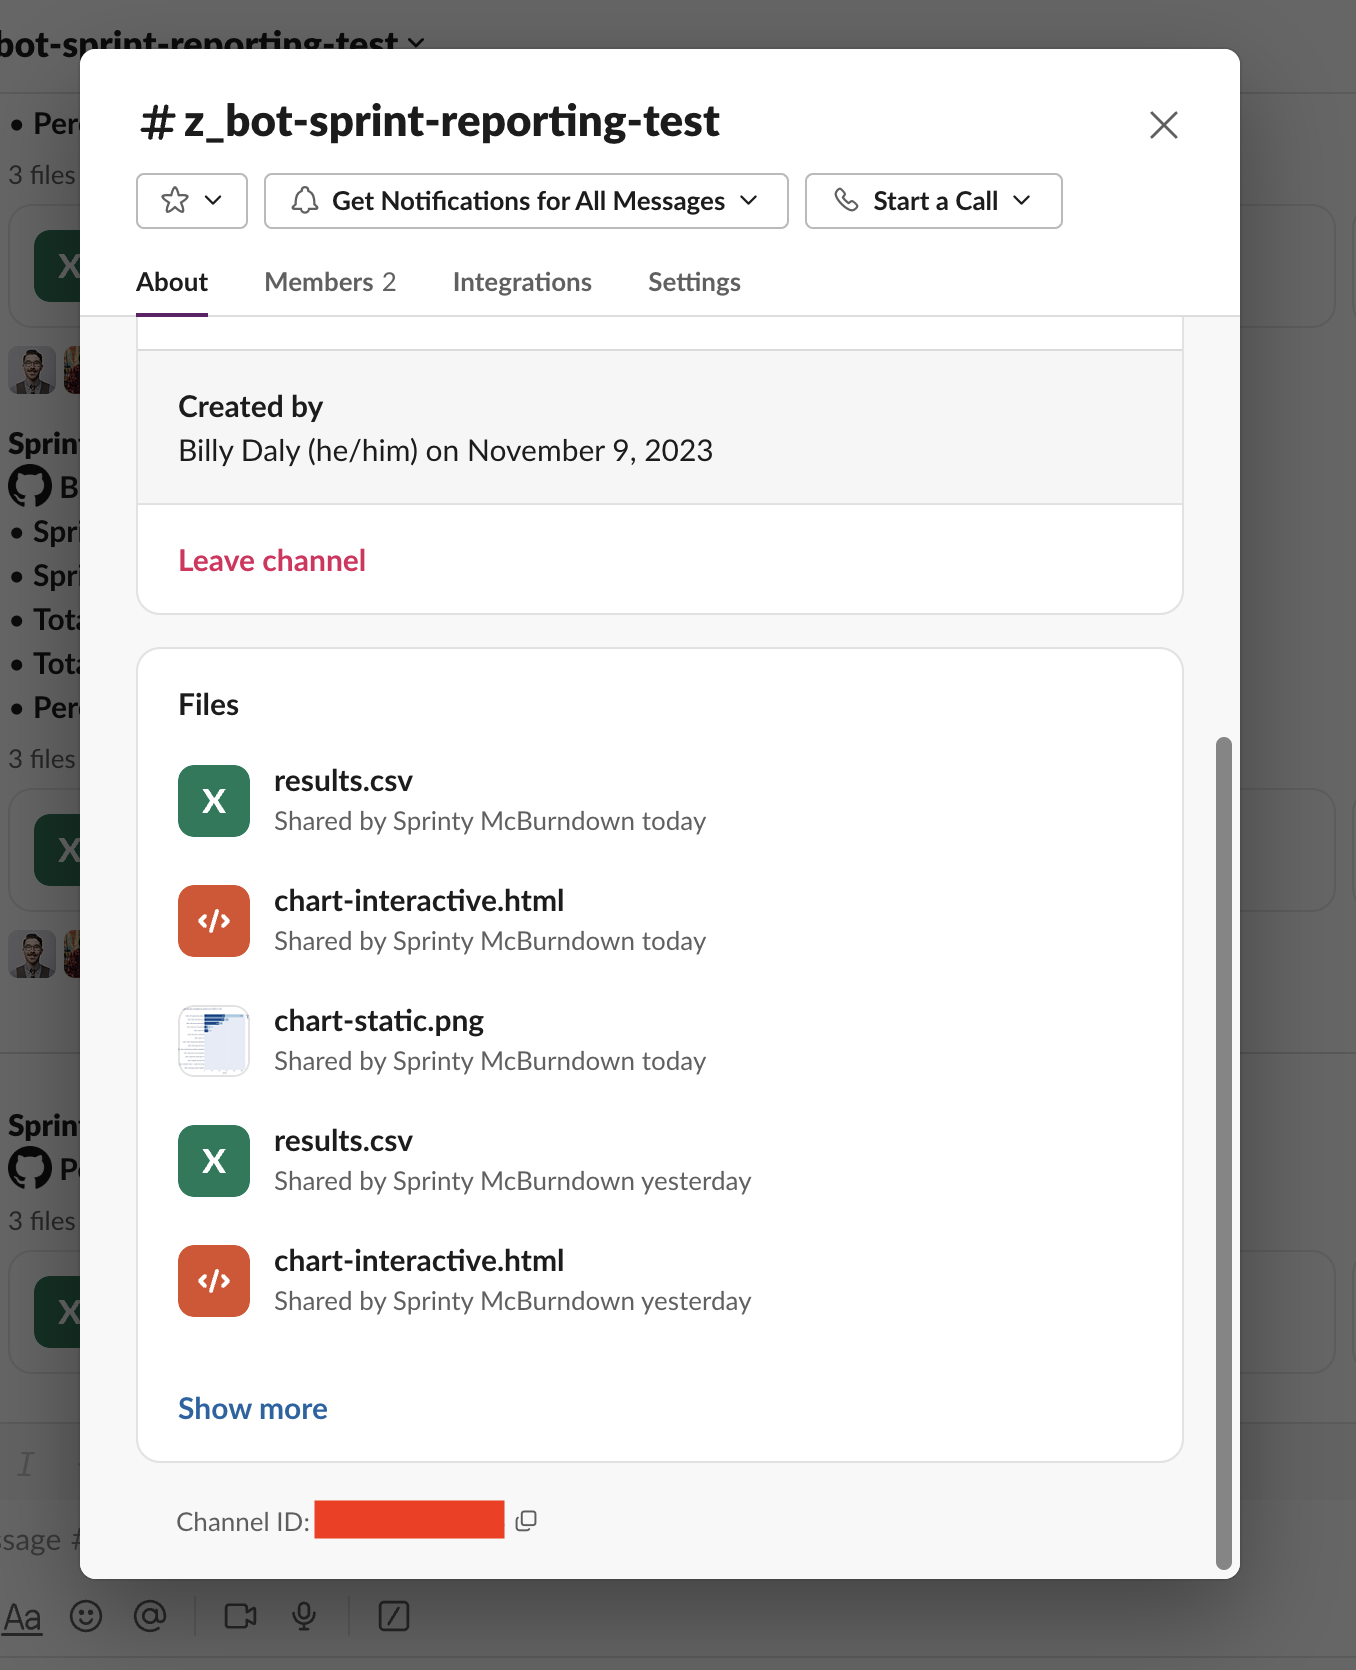 bot-sprint-reporting-test
# z_bot-sprint-reporting-test
Get Notifications for All Messages
Start a Call
About
Members 2
Integrations
Settings
• Per
3 files
X
Created by
Billy Daly (he/him) on November 9, 2023
Sprin
B
• Spri
Leave channel
• Spri
• Tota
• Tota
• Per
Files
3 files
X
results.csv
Shared by Sprinty McBurndown today
X
</>
chart-interactive.html
Shared by Sprinty McBurndown today
chart-static.png
Shared by Sprinty McBurndown today
Sprin
X
results.csv
Shared by Sprinty McBurndown yesterday
3 files
X
</>
chart-interactive.html
Shared by Sprinty McBurndown yesterday
Show more
I
Channel ID:
ssage #
Aa